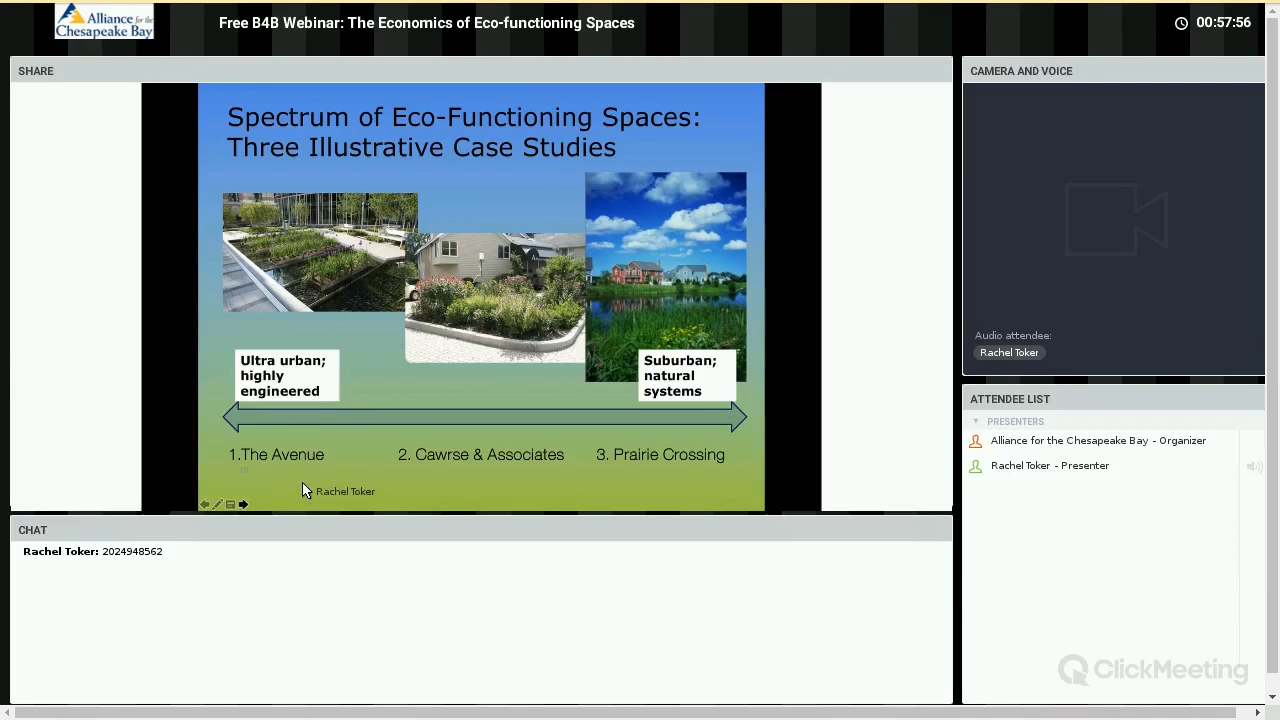 Alliance for the
Chesapeake Bay
Free B4B Webinar: The Economics of Eco-functioning Spaces
00:57:56
SHARE
Spectrum of Eco-Functioning Spaces:
Three Illustrative Case Studies
Ultra urban;
highly
engineered
Suburban;
natural
systems
1.The Avenue
2. Cawrse & Associates
3. Prairie Crossing
Rachel Toker
CAMERA AND VOICE
Audio attendee:
Rachel Toker
ATTENDEE LIST
PRESENTERS
Alliance for the Chesapeake Bay - Organizer
Rachel Toker - Presenter
CHAT
Rachel Toker: 2024948562
ClickMeeting